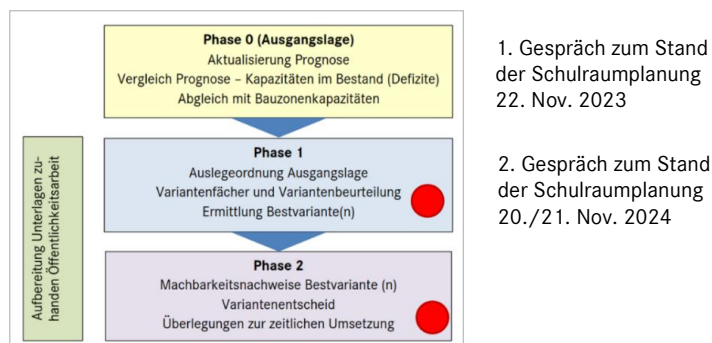 Phase 0 (Ausgangslage)
Aktualisierung Prognose
Vergleich Prognose – Kapazitäten im Bestand (Defizite)
Abgleich mit Bauzonenkapazitäten
Aufbereitung Unterlagen zu-
handen Öffentlichkeitsarbeit
Phase 1
Auslegeordnung Ausgangslage
Variantenfächer und Variantenbeurteilung
Ermittlung Bestvariante(n)
Phase 2
Machbarkeitsnachweise Bestvariante (n)
Variantenentscheid
Überlegungen zur zeitlichen Umsetzung
1. Gespräch zum Stand
der Schulraumplanung
22. Nov. 2023
2. Gespräch zum Stand
der Schulraumplanung
20./21. Nov. 2024